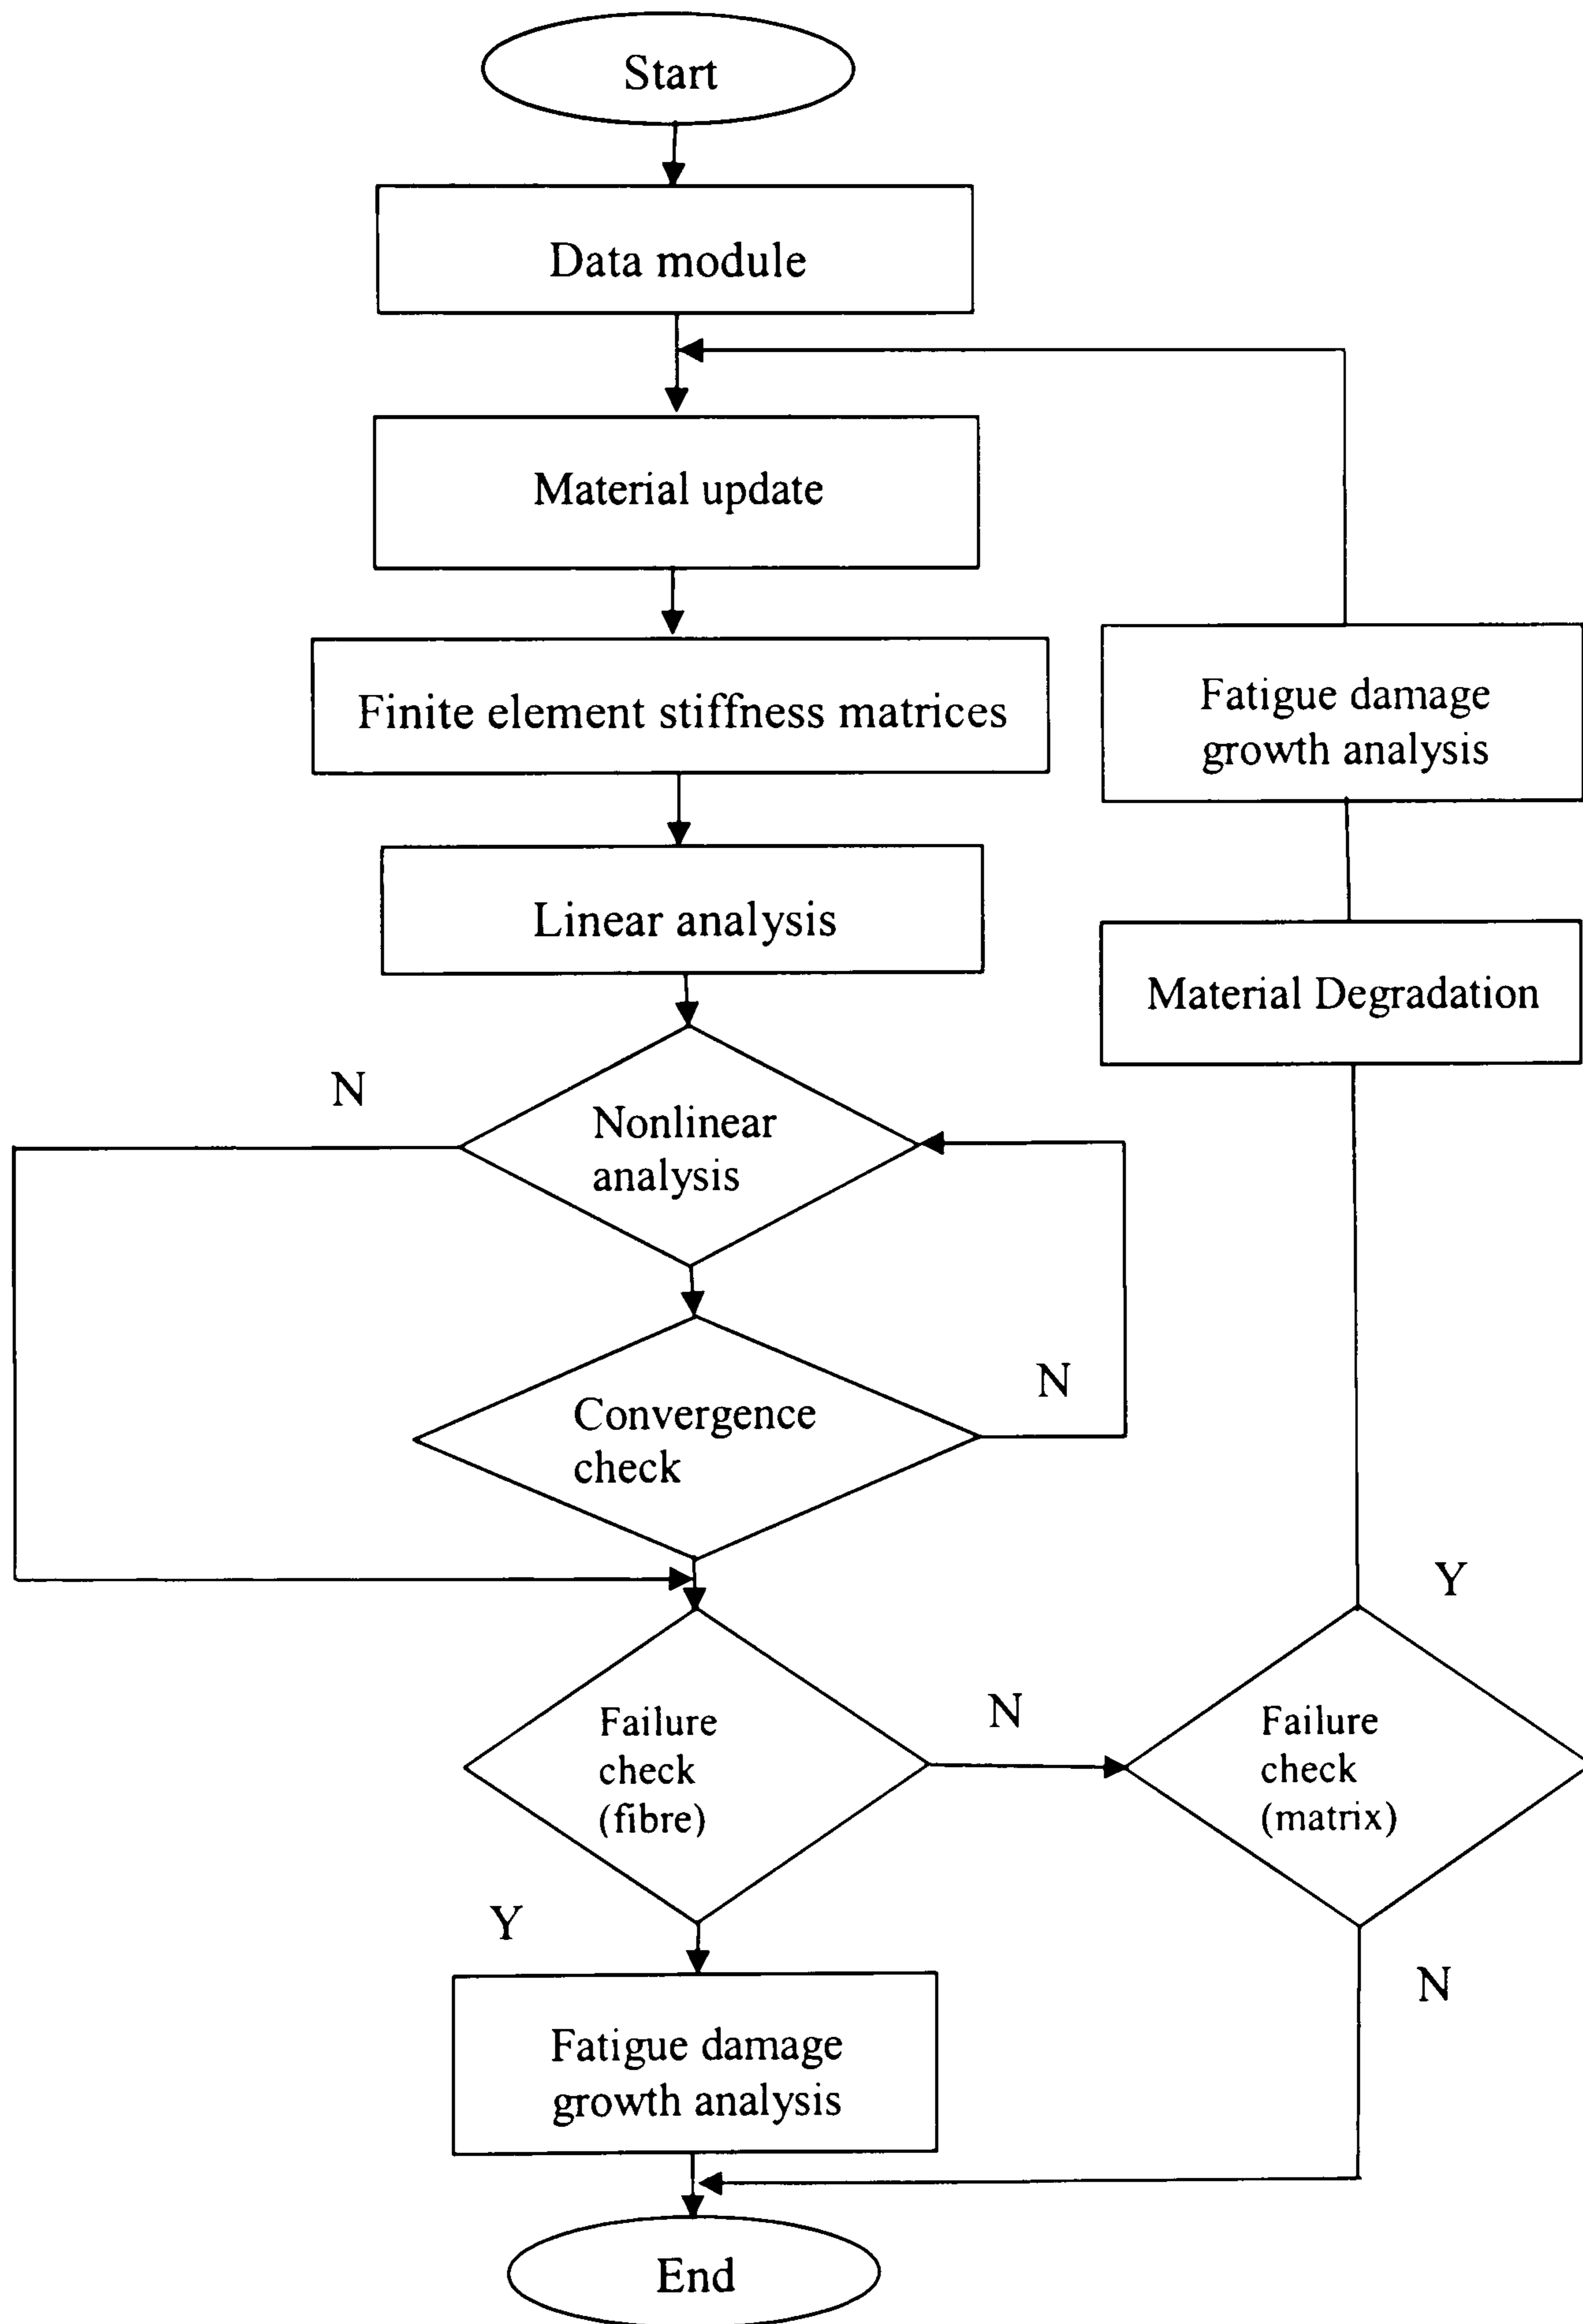 Start
Data module
Material update
Finite element stiffness matrices
Fatigue damage
growth analysis
Linear analysis
Material Degradation
N
Nonlinear
analysis
N
Convergence
check
Y
N
Failure
check
(fibre)
Failure
check
(matrix)
Y
N
Fatigue damage
growth analysis
End